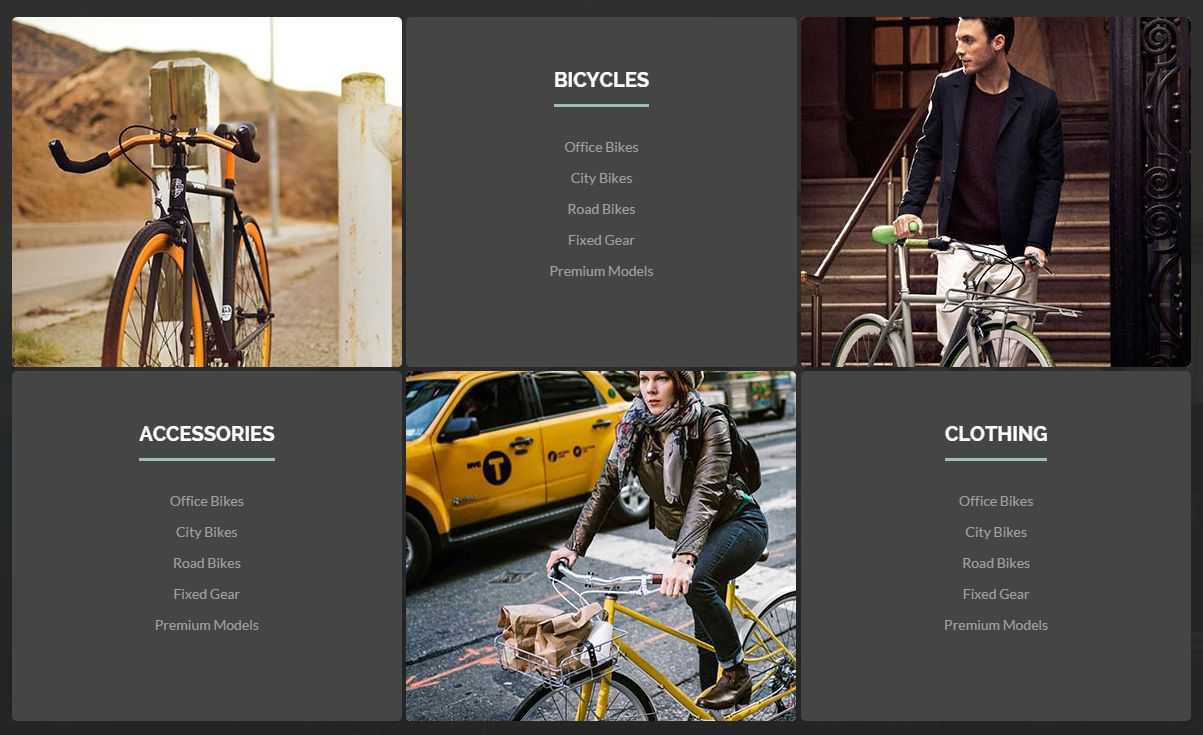 BICYCLES
Office Bikes
City Bikes
Road Bikes
Fixed Gear
Premium Models
ACCESSORIES
Office Bikes
City Bikes
Road Bikes
Fixed Gear
Premium Models
NYC T
CLOTHING
Office Bikes
City Bikes
Road Bikes
Fixed Gear
Premium Models